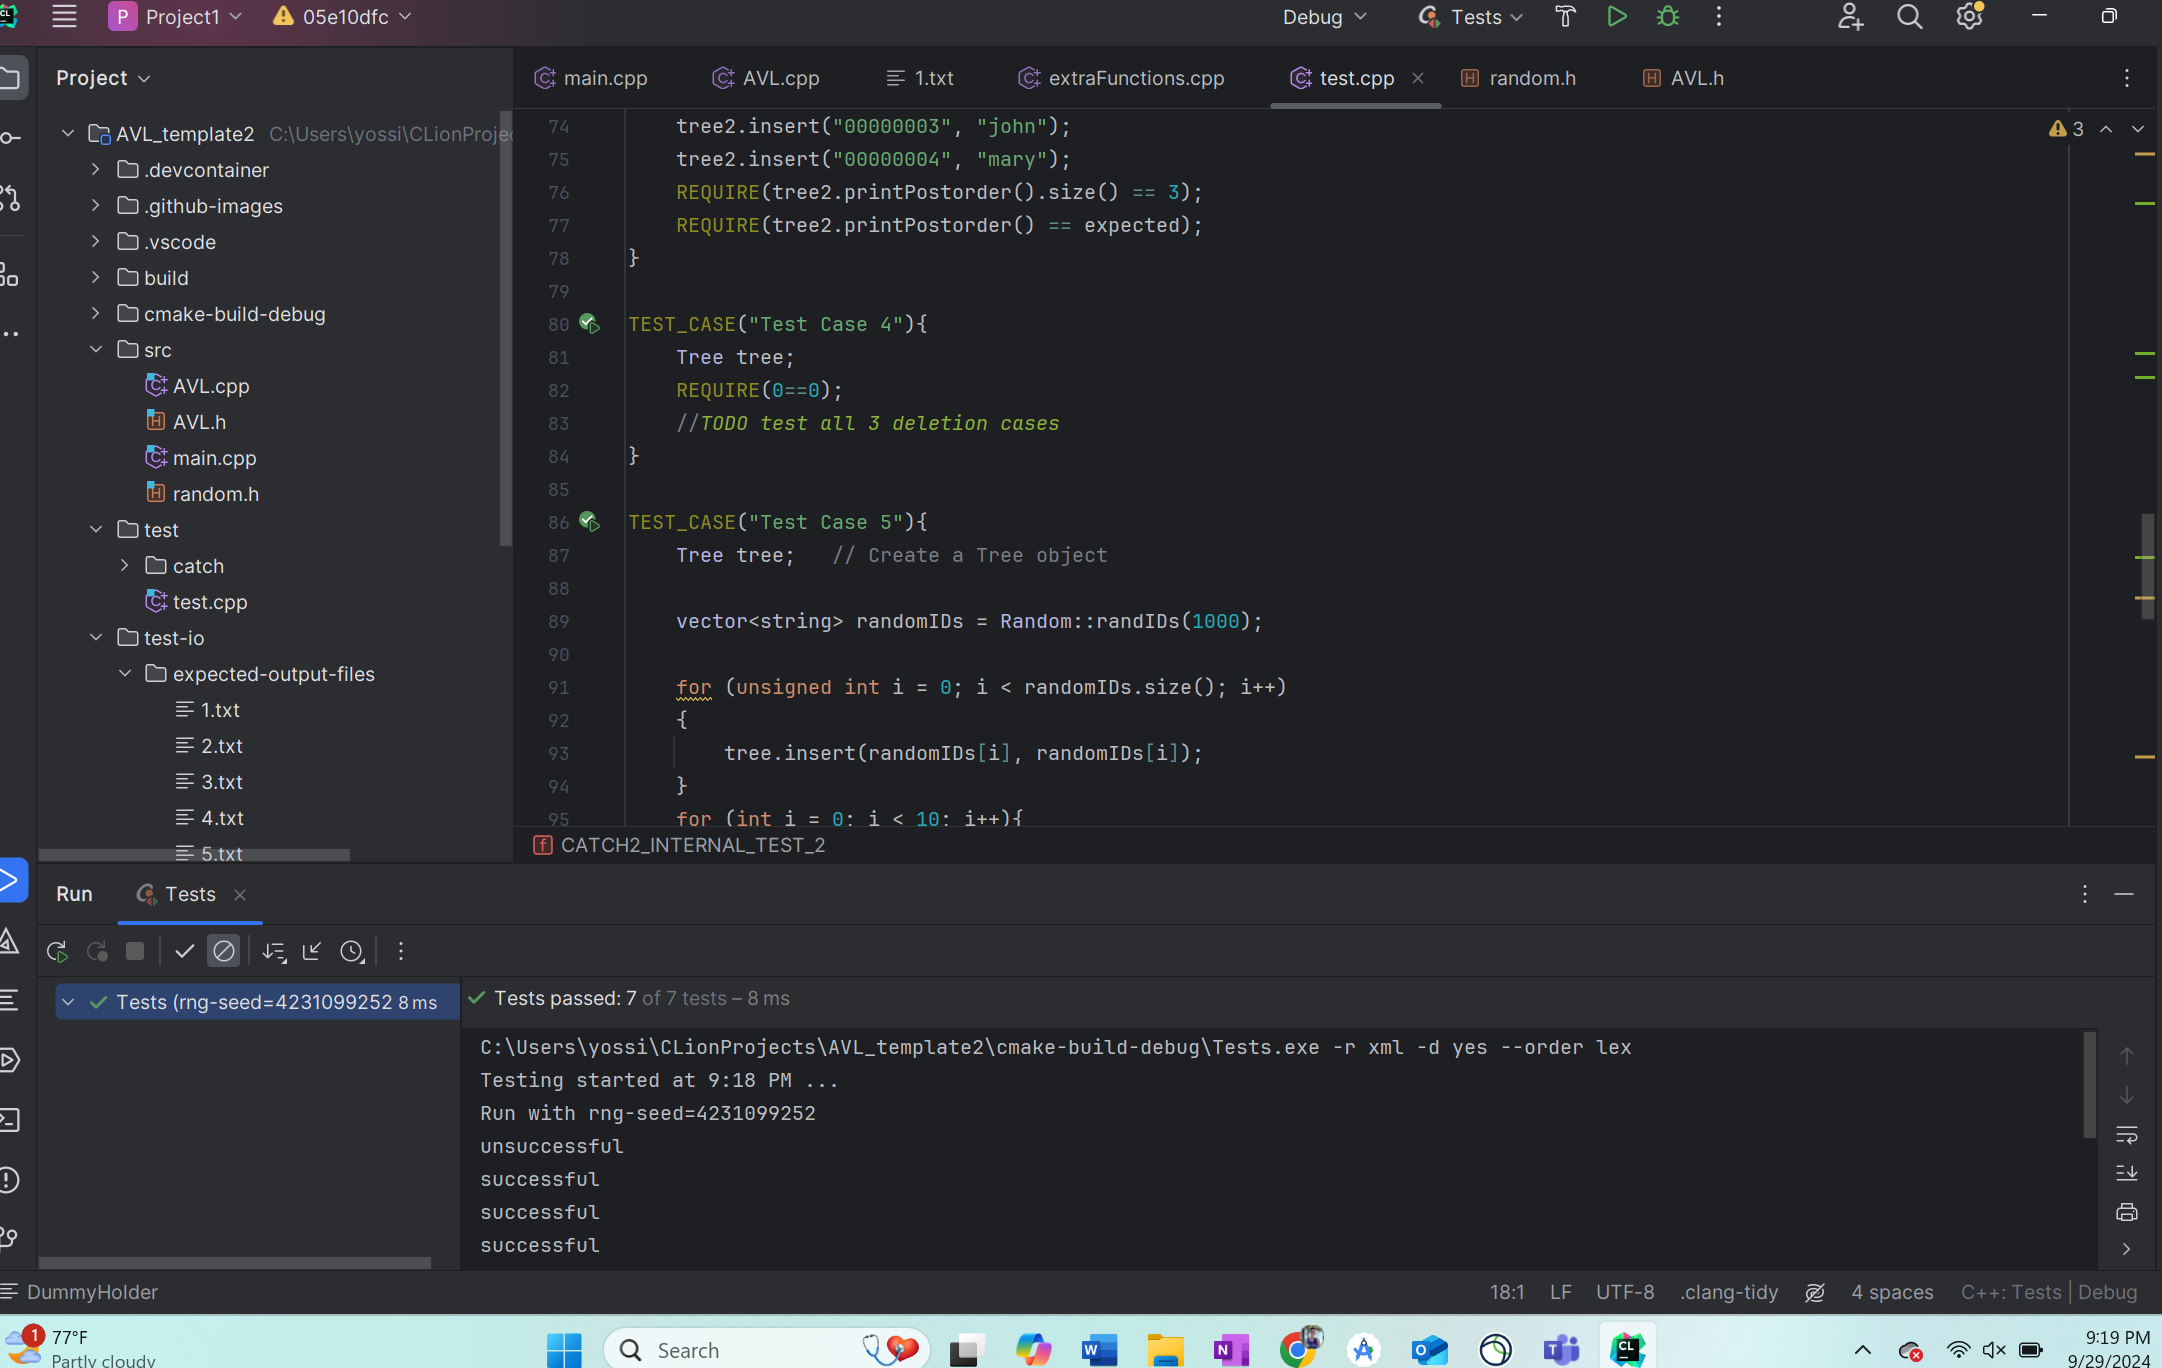 CL
P Project1
05e10dfc
Debug
Tests
Project
main.cpp
AVL.cpp
1.txt
extraFunctions.cpp
test.cpp
random.h
AVL.h
AVL_template2 C:\Users\yossi\CLionProjec
.devcontainer
.github-images
.vscode
build
cmake-build-debug
src
AVL.cpp
AVL.h
main.cpp
random.h
test
catch
test.cpp
test-io
expected-output-files
1.txt
2.txt
3.txt
4.txt
5.txt
3
74 tree2.insert("00000003", "john");
75 tree2.insert("00000004", "mary");
76 REQUIRE(tree2.printPostorder().size() == 3);
77 REQUIRE(tree2.printPostorder() == expected);
78 }
79
80 TEST_CASE("Test Case 4"){
81 Tree tree;
82 REQUIRE(0==0);
83 //TODO test all 3 deletion cases
84 }
85
86 TEST_CASE("Test Case 5"){
87 Tree tree; // Create a Tree object
88
89 vector<string> randomIDs = Random::randIDs(1000);
90
91 for (unsigned int i = 0; i < randomIDs.size(); i++)
92 {
93 tree.insert(randomIDs[i], randomIDs[i]);
94 }
95 for (int i = 0; i < 10; i++){
f CATCH2_INTERNAL_TEST_2
Run
Tests
Tests (rng-seed=4231099252 8 ms
Tests passed: 7 of 7 tests – 8 ms
C:\Users\yossi\CLionProjects\AVL_template2\cmake-build-debug\Tests.exe -r xml -d yes --order lex
Testing started at 9:18 PM ...
Run with rng-seed=4231099252
unsuccessful
successful
successful
successful
DummyHolder
18:1 LF UTF-8 .clang-tidy 4 spaces C++: Tests | Debug
1
77°F
Partly cloudy
Search
9:19 PM
9/29/2024